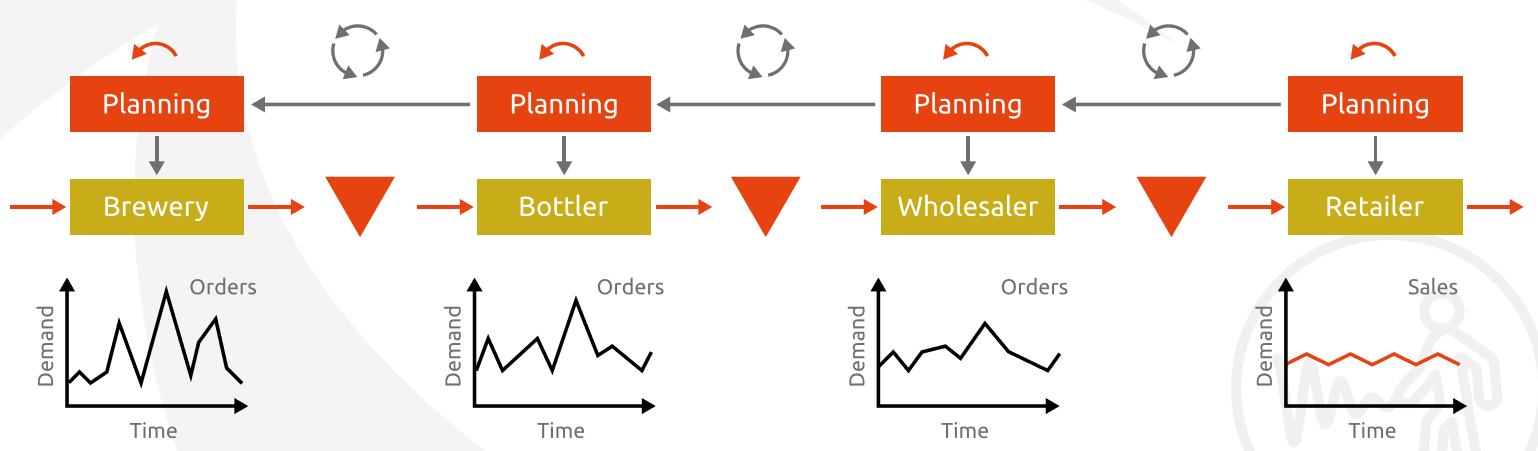 Planning
Planning
Planning
Planning
Brewery
Bottler
Wholesaler
Retailer
Orders
Demand
Time
Orders
Demand
Time
Orders
Demand
Time
Sales
Demand
Time